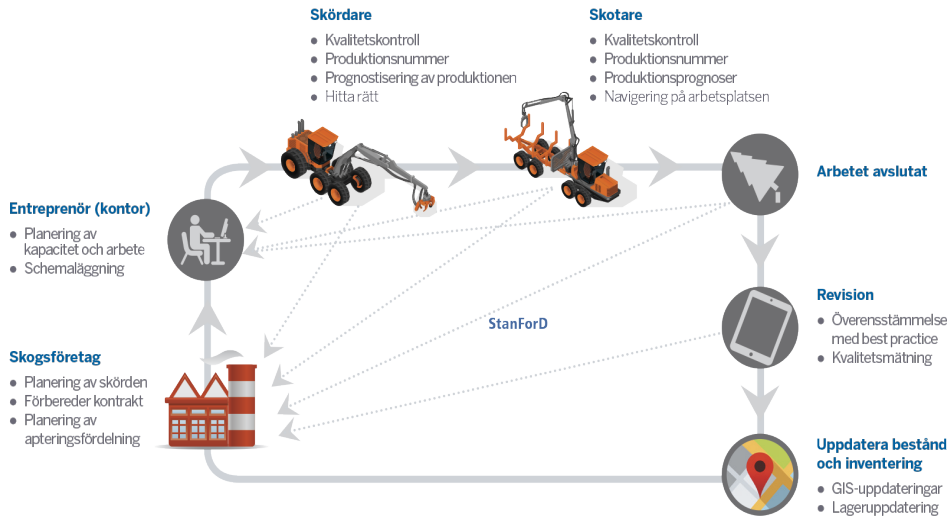 Skördare
● Kvalitetskontroll
● Produktionsnummer
● Prognostisering av produktionen
● Hitta rätt
Skotare
● Kvalitetskontroll
● Produktionsnummer
● Produktionsprognoser
● Navigering på arbetsplatsen
Arbetet avslutat
Entreprenör (kontor)
● Planering av
kapacitet och arbete
● Schemaläggning
Revision
● Överensstämmelse
med best practice
● Kvalitetsmätning
StanForD
Skogsföretag
● Planering av skörden
● Förbereder kontrakt
● Planering av
apteringsfördelning
Uppdatera bestånd
och inventering
● GIS-uppdateringar
● Lageruppdatering